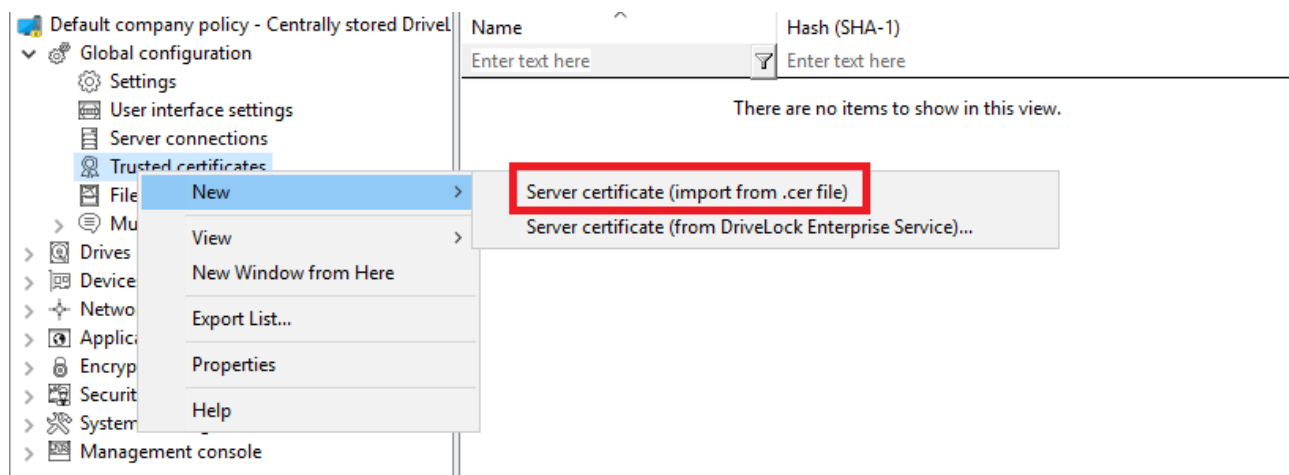 Default company policy - Centrally stored DriveL
Global configuration
Settings
User interface settings
Server connections
Trusted certificates
File
Mu
Drives
Device
Netwo
Applica
Encryp
Securit
System
Management console
New
View
New Window from Here
Export List...
Properties
Help
Server certificate (import from .cer file)
Server certificate (from DriveLock Enterprise Service)...
Name Hash (SHA-1)
Enter text here Enter text here
There are no items to show in this view.